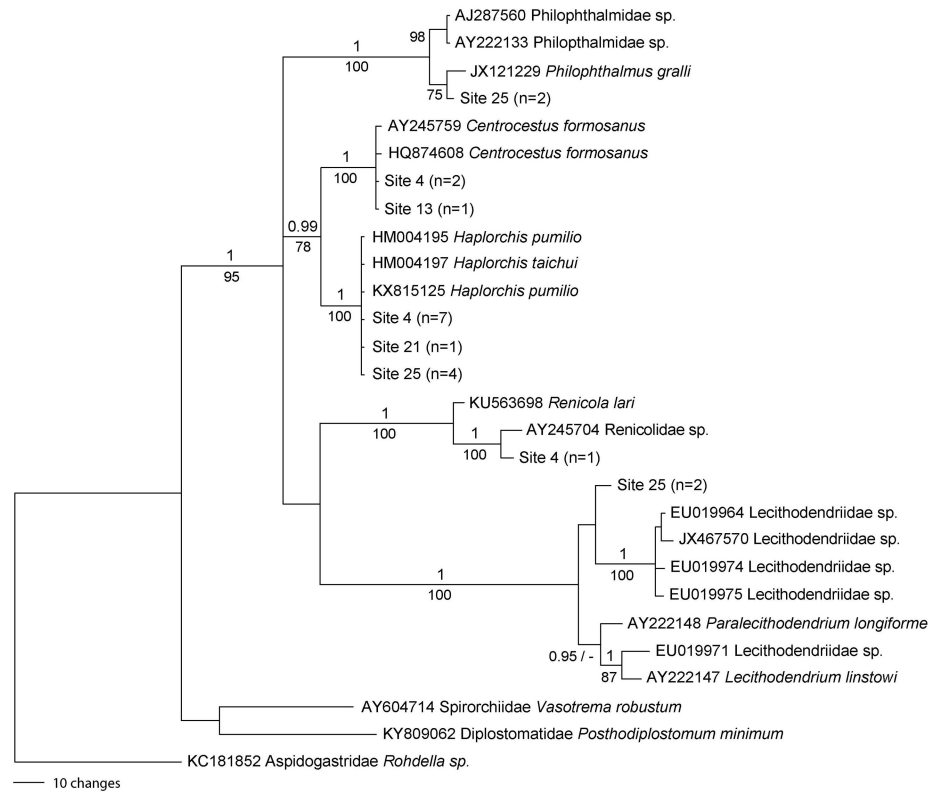 AJ287560 Philophthalmidae sp.
98
AY222133 Philopthalmidae sp.
1
100
JX121229 Philophthalmus gralli
75
Site 25 (n=2)
AY245759 Centrocestus formosanus
HQ874608 Centrocestus formosanus
1
100
Site 4 (n=2)
Site 13 (n=1)
0.99
78
HM004195 Haplorchis pumilio
1
95
HM004197 Haplorchis taichui
KX815125 Haplorchis pumilio
1
100
Site 4 (n=7)
Site 21 (n=1)
Site 25 (n=4)
KU563698 Renicola lari
1
100
AY245704 Renicolidae sp.
1
100
Site 4 (n=1)
Site 25 (n=2)
EU019964 Lecithodendriidae sp.
JX467570 Lecithodendriidae sp.
1
100
EU019974 Lecithodendriidae sp.
1
100
EU019975 Lecithodendriidae sp.
AY222148 Paralecithodendrium longiforme
0.95 / -
EU019971 Lecithodendriidae sp.
1
87
AY222147 Lecithodendrium linstowi
AY604714 Spirorchiidae Vasotrema robustum
KY809062 Diplostomatidae Posthodiplostomum minimum
KC181852 Aspidogastridae Rohdella sp.
10 changes